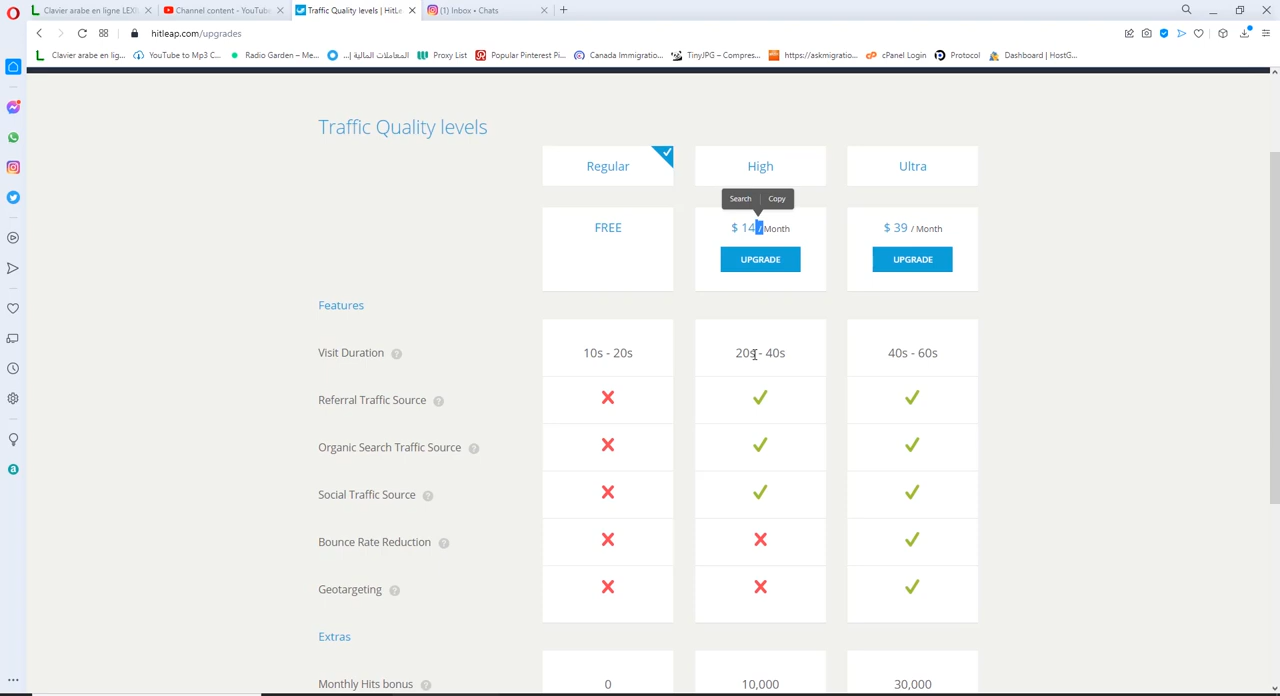 Clavier arabe en ligne LEXI
Channel content - YouTube
Traffic Quality levels | HitLe
(1) Inbox • Chats
hitleap.com/upgrades
Clavier arabe en lig...
YouTube to Mp3 C...
Radio Garden – Me...
المعاملات المالية إ...
Proxy List
Popular Pinterest Pi...
Canada Immigratio...
TinyJPG – Compres...
https://askmigratio...
cPanel Login
Protocol
Dashboard | HostG...
Traffic Quality levels
Regular
High
Ultra
Search
Copy
FREE
$ 14 / Month
$ 39 / Month
UPGRADE
UPGRADE
Features
Visit Duration ?
10s - 20s
20s - 40s
40s - 60s
Referral Traffic Source ?
Organic Search Traffic Source ?
Social Traffic Source ?
Bounce Rate Reduction ?
Geotargeting ?
Extras
Monthly Hits bonus ?
0
10,000
30,000